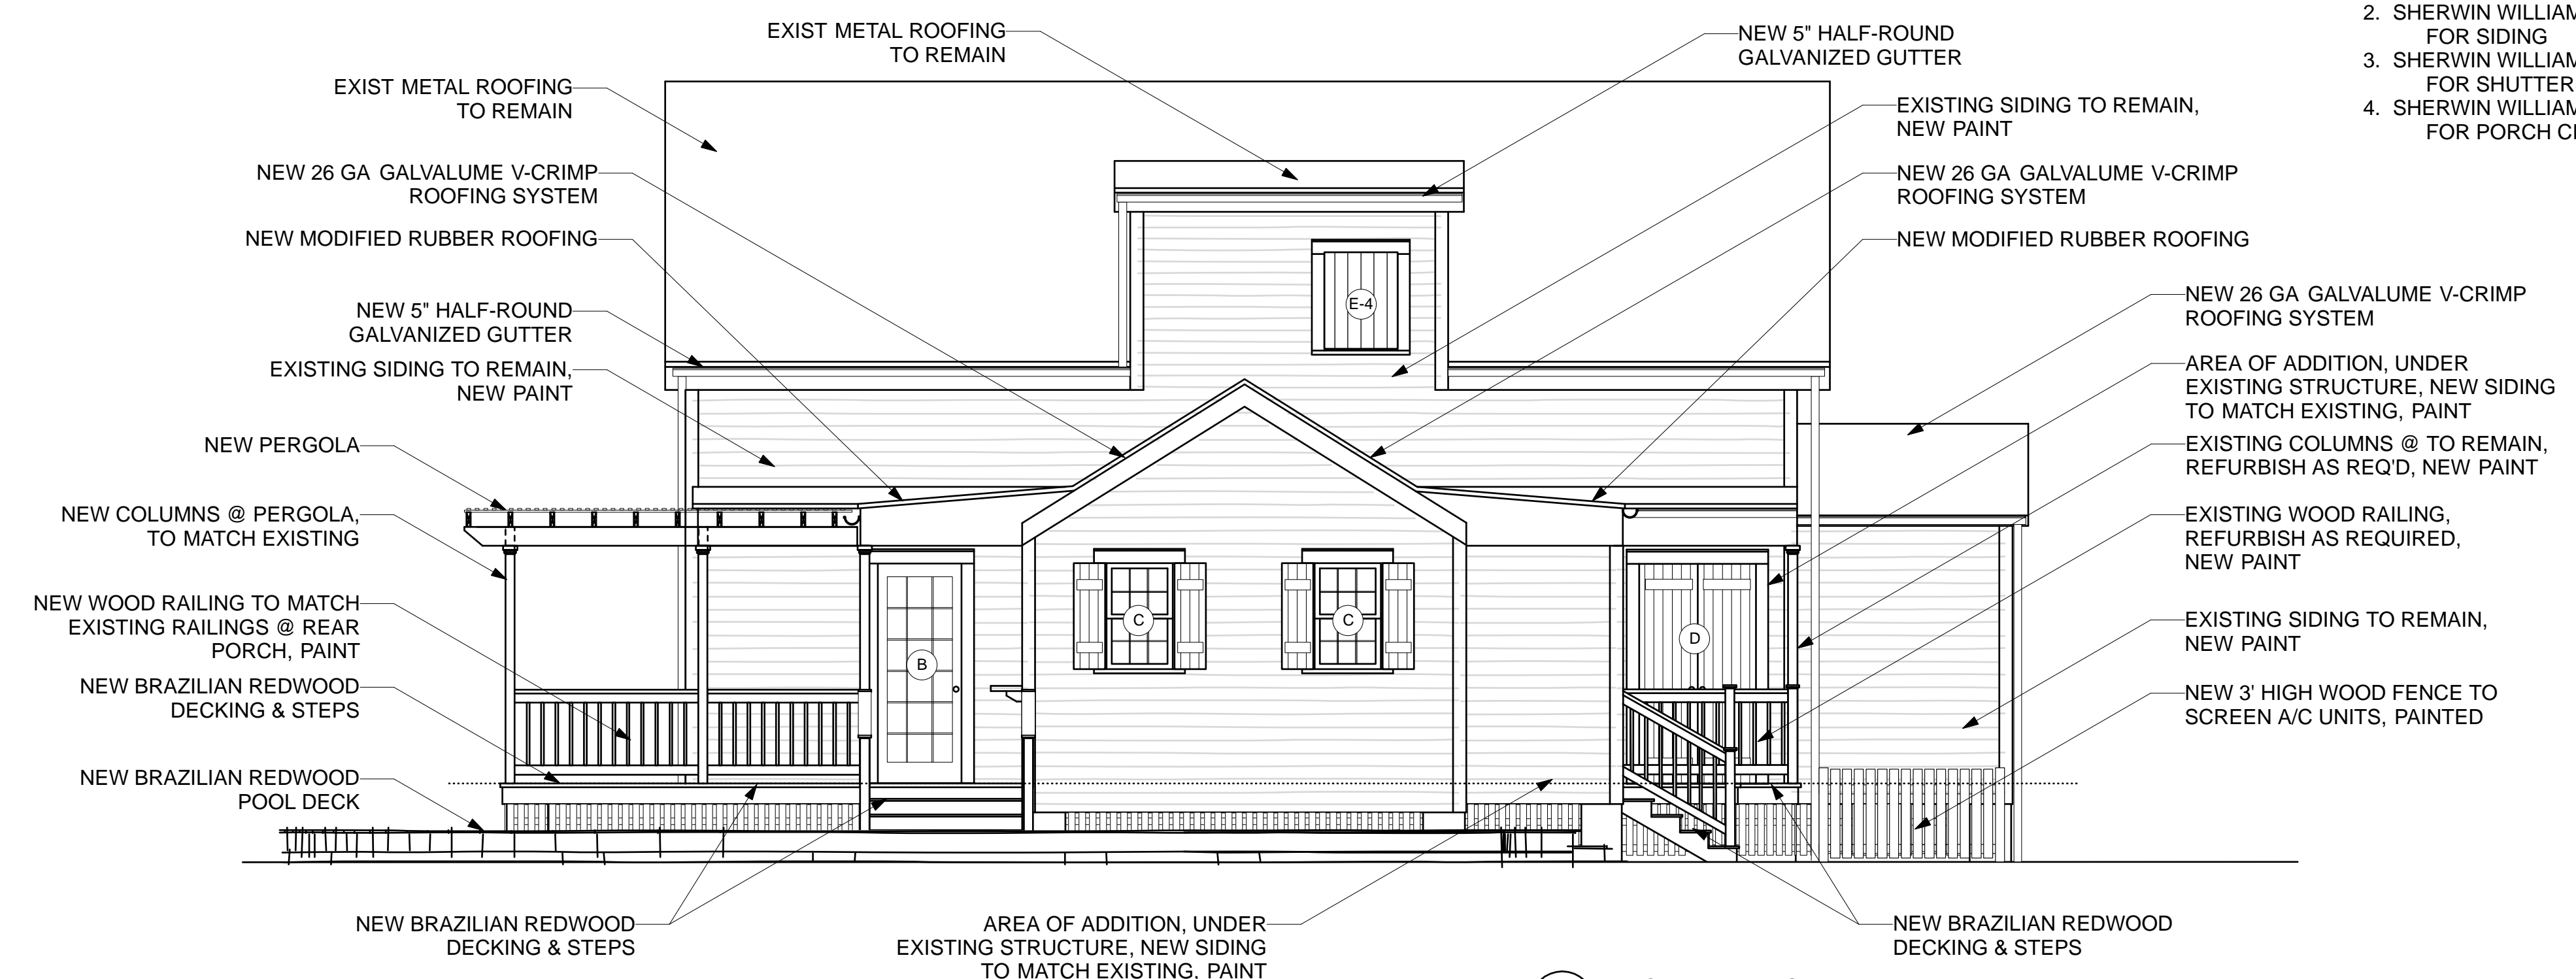 EXIST METAL ROOFING
TO REMAIN
EXIST METAL ROOFING
TO REMAIN
NEW 26 GA GALVALUME V-CRIMP
ROOFING SYSTEM
NEW MODIFIED RUBBER ROOFING
NEW 5" HALF-ROUND
GALVANIZED GUTTER
EXISTING SIDING TO REMAIN,
NEW PAINT
NEW PERGOLA
NEW COLUMNS @ PERGOLA,
TO MATCH EXISTING
NEW WOOD RAILING TO MATCH
EXISTING RAILINGS @ REAR
PORCH, PAINT
NEW BRAZILIAN REDWOOD
DECKING & STEPS
NEW BRAZILIAN REDWOOD
POOL DECK
NEW BRAZILIAN REDWOOD
DECKING & STEPS
AREA OF ADDITION, UNDER
EXISTING STRUCTURE, NEW SIDING
TO MATCH EXISTING, PAINT
E-4
B
C
C
D
NEW 5" HALF-ROUND
GALVANIZED GUTTER
EXISTING SIDING TO REMAIN,
NEW PAINT
NEW 26 GA GALVALUME V-CRIMP
ROOFING SYSTEM
NEW MODIFIED RUBBER ROOFING
NEW 26 GA GALVALUME V-CRIMP
ROOFING SYSTEM
AREA OF ADDITION, UNDER
EXISTING STRUCTURE, NEW SIDING
TO MATCH EXISTING, PAINT
EXISTING COLUMNS @ TO REMAIN,
REFURBISH AS REQ'D, NEW PAINT
EXISTING WOOD RAILING,
REFURBISH AS REQUIRED,
NEW PAINT
EXISTING SIDING TO REMAIN,
NEW PAINT
NEW 3' HIGH WOOD FENCE TO
SCREEN A/C UNITS, PAINTED
NEW BRAZILIAN REDWOOD
DECKING & STEPS
2. SHERWIN WILLIAM
FOR SIDING
3. SHERWIN WILLIAM
FOR SHUTTER
4. SHERWIN WILLIAM
FOR PORCH